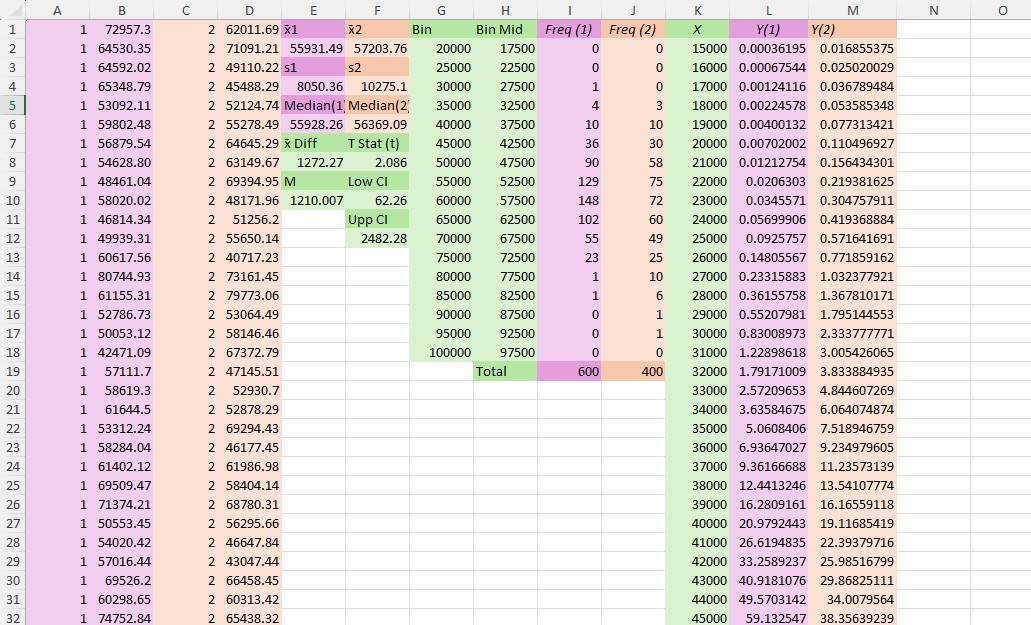 A B C D E F G H I J K L M N O
1 1 72957.3 2 62011.69 x̄1 x̄2 Bin Bin Mid Freq (1) Freq (2) X Y(1) Y(2)
2 1 64530.35 2 71091.21 55931.49 57203.76 20000 17500 0 0 15000 0.00036195 0.016855375
3 1 64592.02 2 49110.22 s1 s2 25000 22500 0 0 16000 0.00067544 0.025020029
4 1 65348.79 2 45488.29 8050.36 10275.1 30000 27500 1 0 17000 0.00124116 0.036789484
5 1 53092.11 2 52124.74 Median(1) Median(2) 35000 32500 4 3 18000 0.00224578 0.053585348
6 1 59802.48 2 55278.49 55928.26 56369.09 40000 37500 10 10 19000 0.00400132 0.077313421
7 1 56879.54 2 64645.29 x̄ Diff T Stat (t) 45000 42500 36 30 20000 0.00702002 0.110496927
8 1 54628.80 2 63149.67 1272.27 2.086 50000 47500 90 58 21000 0.01212754 0.156434301
9 1 48461.04 2 69394.95 M Low CI 55000 52500 129 75 22000 0.0206303 0.219381625
10 1 58020.02 2 48171.96 1210.007 62.26 60000 57500 148 72 23000 0.0345571 0.304757911
11 1 46814.34 2 51256.2 Upp CI 65000 62500 102 60 24000 0.05699906 0.419368884
12 1 49939.31 2 55650.14 2482.28 70000 67500 55 49 25000 0.0925757 0.571641691
13 1 60617.56 2 40717.23 75000 72500 23 25 26000 0.14805567 0.771859162
14 1 80744.93 2 73161.45 80000 77500 1 10 27000 0.23315883 1.032377921
15 1 61155.31 2 79773.06 85000 82500 1 6 28000 0.36155758 1.367810171
16 1 52786.73 2 53064.49 90000 87500 0 1 29000 0.55207981 1.795144553
17 1 50053.12 2 58146.46 95000 92500 0 1 30000 0.83008973 2.333777771
18 1 42471.09 2 67372.79 100000 97500 0 0 31000 1.22898618 3.005426065
19 1 57111.7 2 47145.51 Total 600 400 32000 1.79171009 3.833884935
20 1 58619.3 2 52930.7 33000 2.57209653 4.844607269
21 1 61644.5 2 52878.29 34000 3.63584675 6.064074874
22 1 53312.24 2 69294.43 35000 5.0608406 7.518946759
23 1 58284.04 2 46177.45 36000 6.93647027 9.234979605
24 1 61402.12 2 61986.98 37000 9.36166688 11.23573139
25 1 69509.47 2 58404.14 38000 12.4413246 13.54107774
26 1 71374.21 2 68780.31 39000 16.2809161 16.16559118
27 1 50553.45 2 56295.66 40000 20.9792443 19.11685419
28 1 54020.42 2 46647.84 41000 26.6194835 22.39379716
29 1 57016.44 2 43047.44 42000 33.2589237 25.98516799
30 1 69526.2 2 66458.45 43000 40.9181076 29.86825111
31 1 60298.65 2 60313.42 44000 49.5703142 34.0079564
32 1 74752.84 2 65438.32 45000 59.132547 38.35639239